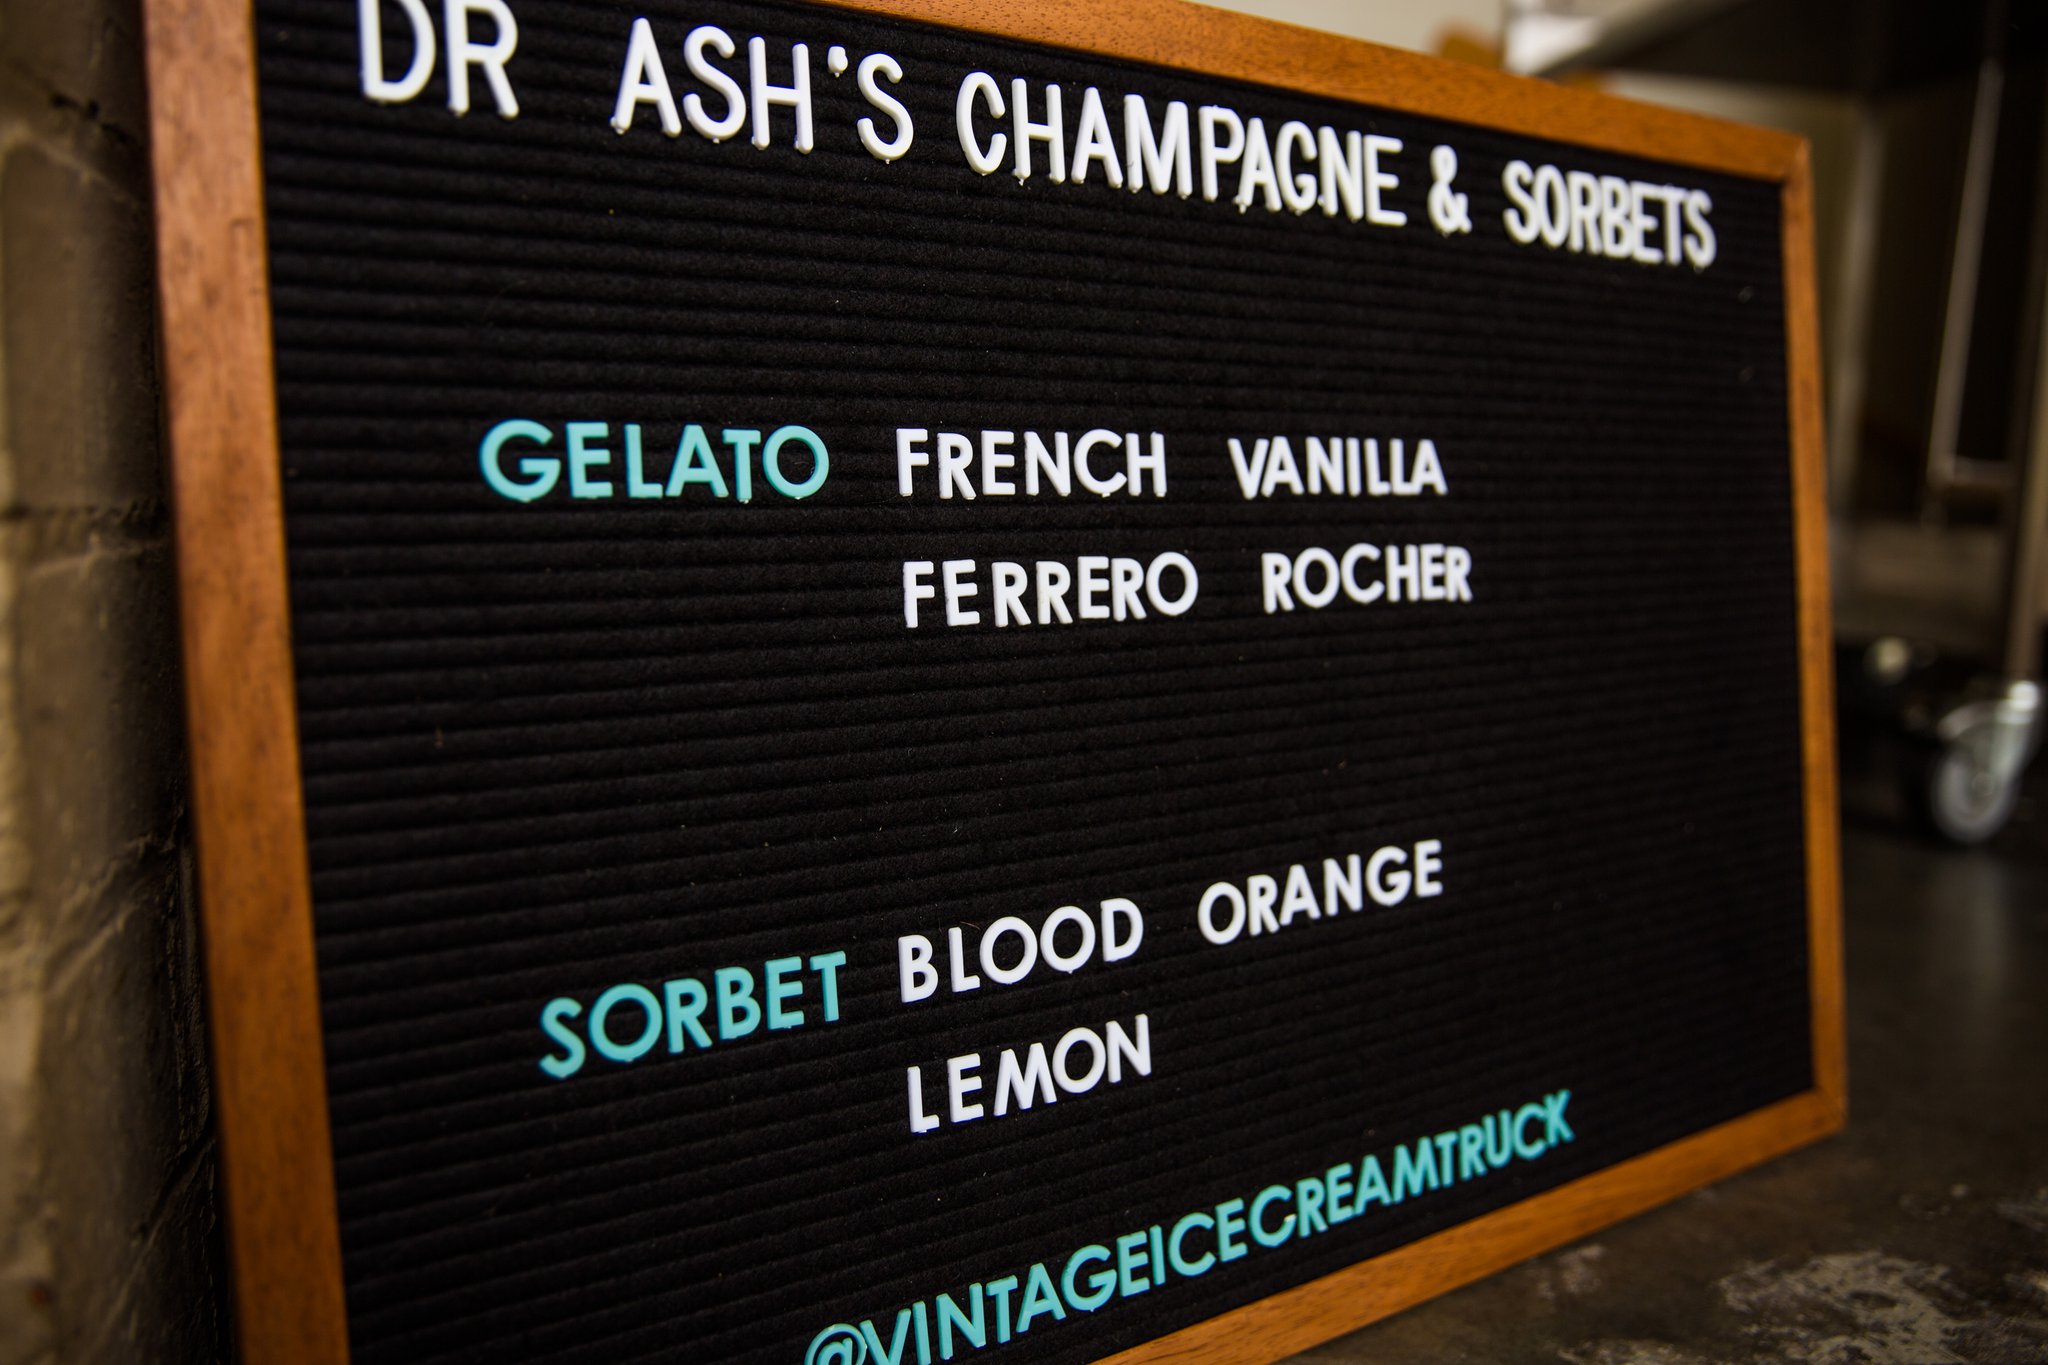 DR ASH'S CHAMPAGNE & SORBETS
GELATO FRENCH VANILLA
FERRERO ROCHER
SORBET BLOOD ORANGE
LEMON
@VINTAGEICECREAMTRUCK